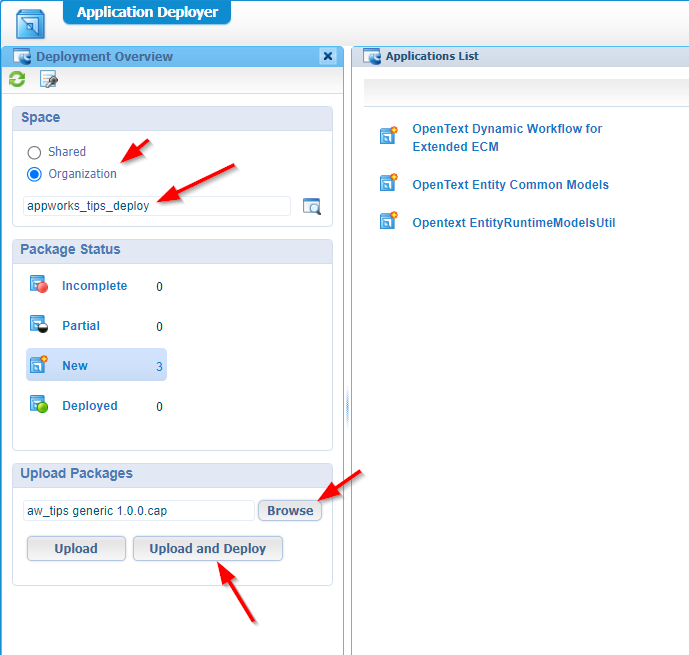 Application Deployer
Deployment Overview
Space
Shared
Organization
appworks_tips_deploy
Package Status
Incomplete 0
Partial 0
New 3
Deployed 0
Upload Packages
aw_tips generic 1.0.0.cap Browse
Upload Upload and Deploy
Applications List
OpenText Dynamic Workflow for
Extended ECM
OpenText Entity Common Models
Opentext EntityRuntimeModelsUtil